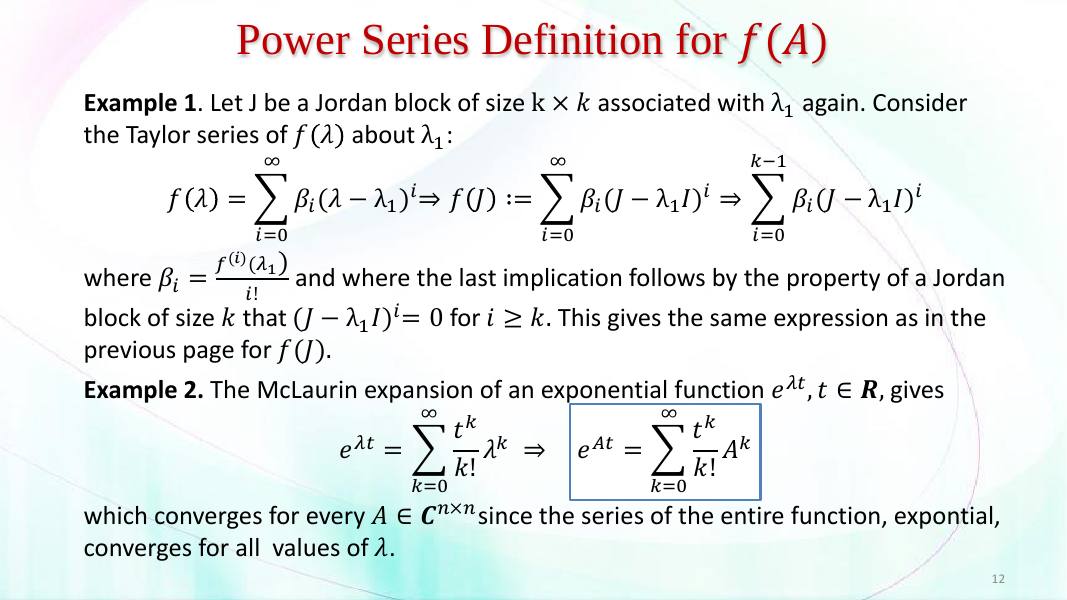 Power Series Definition for f(A)
Example 1. Let J be a Jordan block of size k × k associated with λ₁ again. Consider
the Taylor series of f(λ) about λ₁:
f(λ) = ∑_{i=0}^{∞} βᵢ(λ − λ₁)ⁱ ⇒ f(J) := ∑_{i=0}^{∞} βᵢ(J − λ₁I)ⁱ ⇒ ∑_{i=0}^{k−1} βᵢ(J − λ₁I)ⁱ
where βᵢ = f⁽ⁱ⁾(λ₁)/i! and where the last implication follows by the property of a Jordan
block of size k that (J − λ₁I)ⁱ= 0 for i ≥ k. This gives the same expression as in the
previous page for f(J).
Example 2. The McLaurin expansion of an exponential function e^{λt}, t ∈ R, gives
e^{λt} = ∑_{k=0}^{∞} t^k/k! λ^k ⇒ e^{At} = ∑_{k=0}^{∞} t^k/k! A^k
which converges for every A ∈ C^{n×n} since the series of the entire function, expontial,
converges for all values of λ.
12